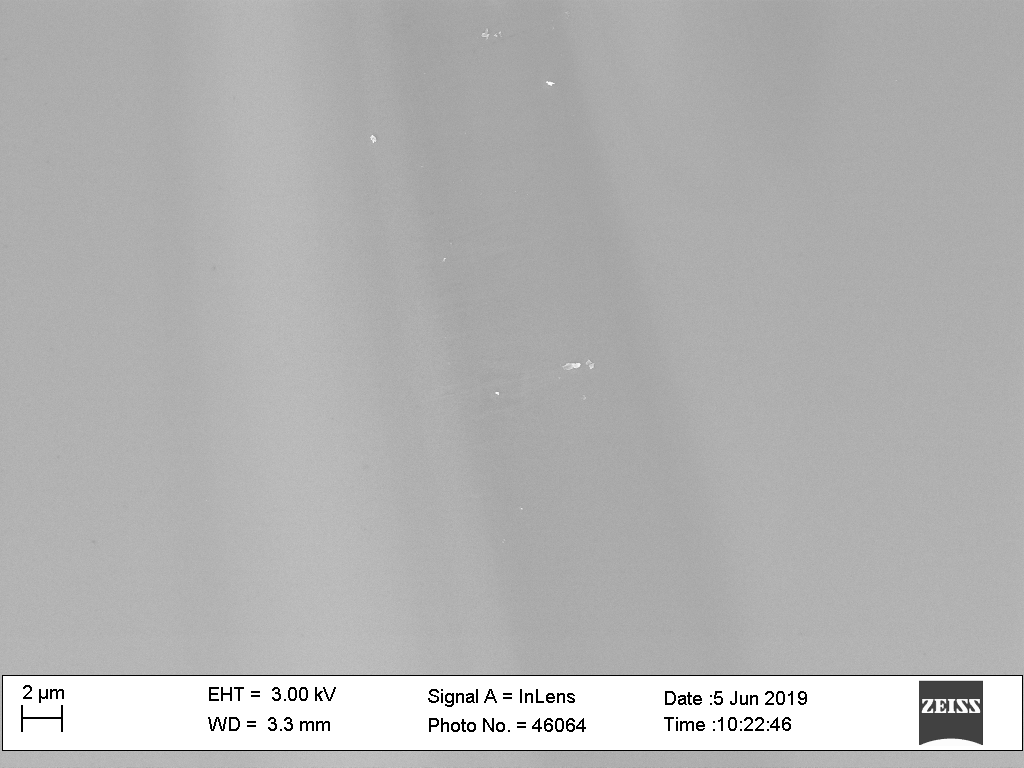 2 µm
EHT = 3.00 kV
WD = 3.3 mm
Signal A = InLens
Photo No. = 46064
Date :5 Jun 2019
Time :10:22:46
ZEISS